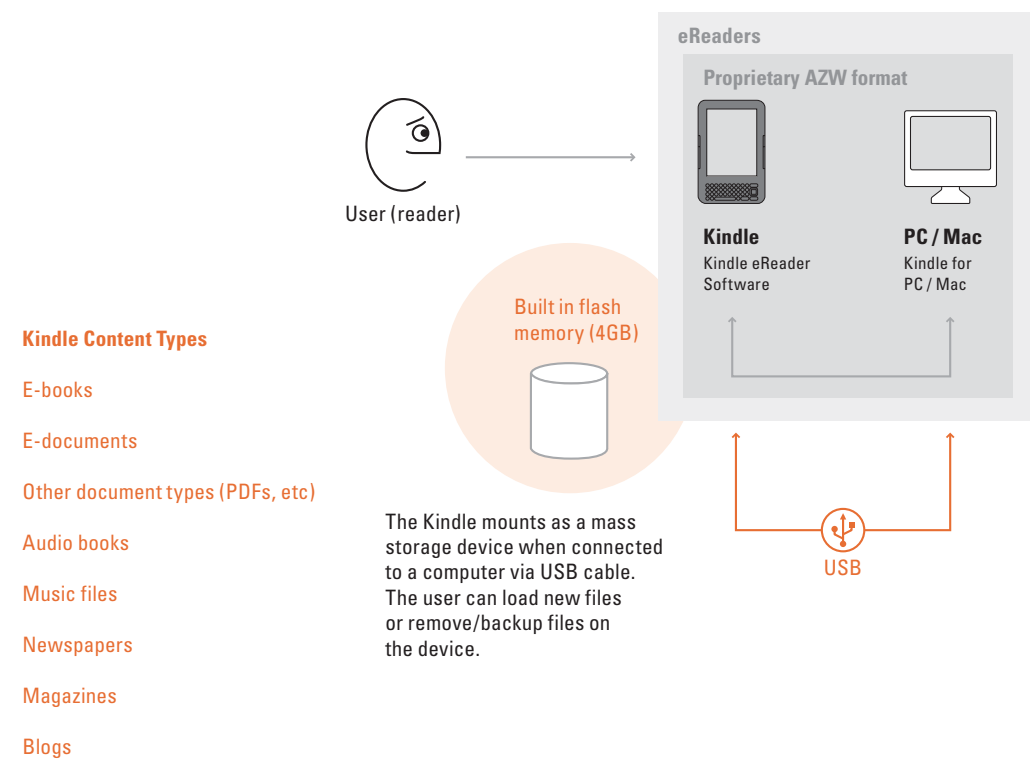 eReaders
Proprietary AZW format
User (reader)
Kindle
Kindle eReader
Software
PC / Mac
Kindle for
PC / Mac
Built in flash
memory (4GB)
Kindle Content Types
E-books
E-documents
Other document types (PDFs, etc)
Audio books
Music files
Newspapers
Magazines
Blogs
The Kindle mounts as a mass
storage device when connected
to a computer via USB cable.
The user can load new files
or remove/backup files on
the device.
USB